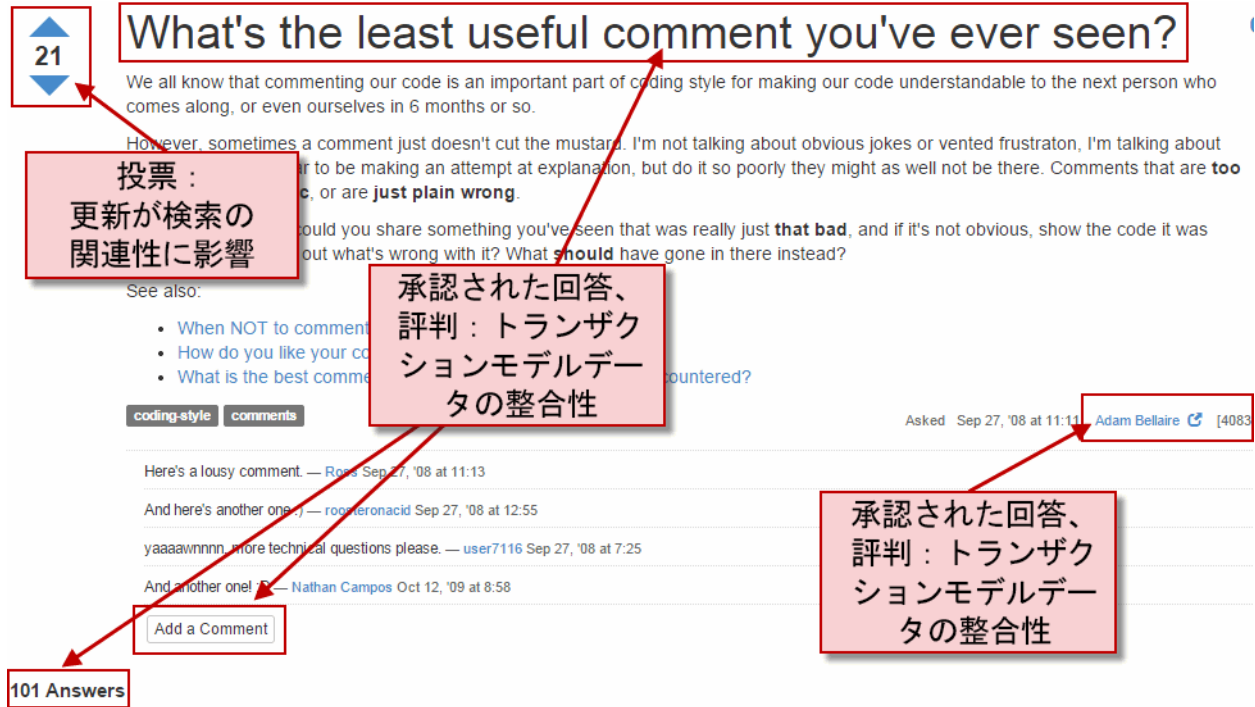 21
What's the least useful comment you've ever seen?
We all know that commenting our code is an important part of coding style for making our code understandable to the next person who
comes along, or even ourselves in 6 months or so.
However, sometimes a comment just doesn't cut the mustard. I'm not talking about obvious jokes or vented frustraton, I'm talking about
r to be making an attempt at explanation, but do it so poorly they might as well not be there. Comments that are too
c, or are just plain wrong.
ould you share something you've seen that was really just that bad, and if it's not obvious, show the code it was
out what's wrong with it? What should have gone in there instead?
投票：
更新が検索の
関連性に影響
See also:
When NOT to comment
How do you like your co
What is the best comme
countered?
承認された回答、
評判：トランザク
ションモデルデー
タの整合性
coding-style comments
Asked Sep 27, '08 at 11:11 Adam Bellaire [4083
Here's a lousy comment. — Ross Sep 27, '08 at 11:13
And here's another one :) — roosteronacid Sep 27, '08 at 12:55
yaaaawnnnn, more technical questions please. — user7116 Sep 27, '08 at 7:25
And another one! :D — Nathan Campos Oct 12, '09 at 8:58
承認された回答、
評判：トランザク
ションモデルデー
タの整合性
Add a Comment
101 Answers